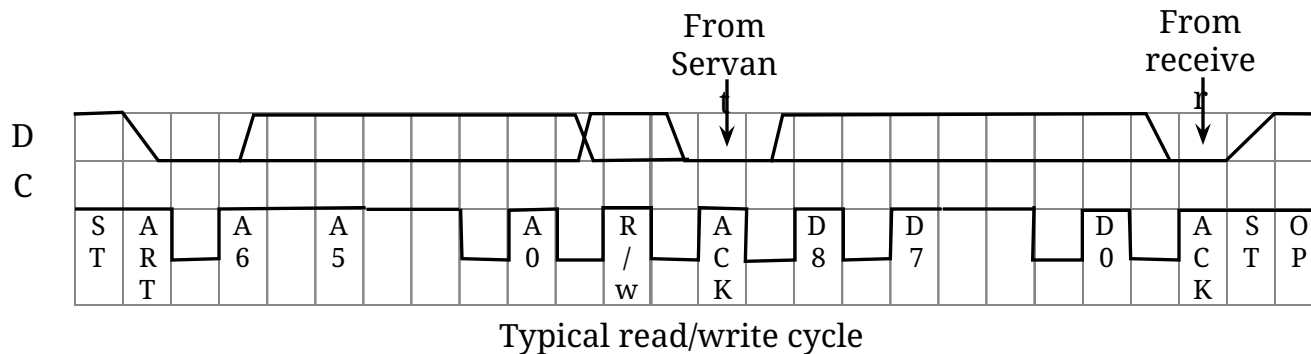 From
Servan
t
From
receive
r
D
C
S
T
A
R
T
A
6
A
5
A
0
R
/
w
A
C
K
D
8
D
7
D
0
A
C
K
S
T
O
P
Typical read/write cycle